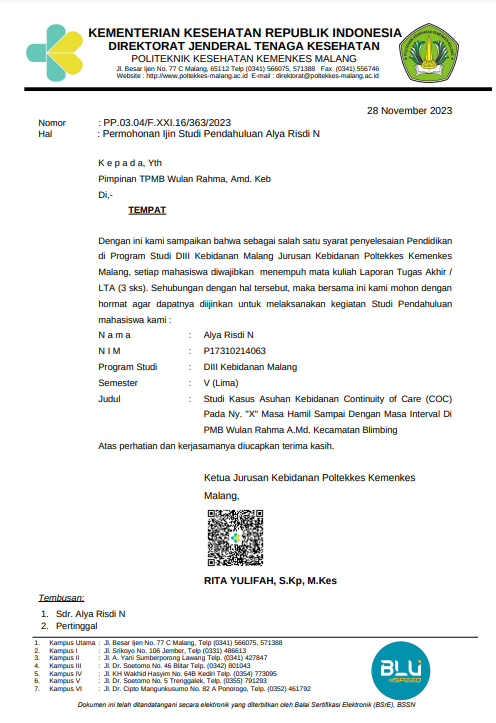 KEMENTERIAN KESEHATAN REPUBLIK INDONESIA
DIREKTORAT JENDERAL TENAGA KESEHATAN
POLITEKNIK KESEHATAN KEMENKES MALANG
Jl. Besar Ijen No. 77 C Malang, 65112 Telp (0341) 566075, 571388 Fax (0341) 556746
Website : http://www.poltekkes-malang.ac.id E-mail : direktorat@poltekkes-malang.ac.id
28 November 2023
Nomor : PP.03.04/F.XXI.16/363/2023
Hal : Permohonan Ijin Studi Pendahuluan Alya Risdi N
K e p a d a, Yth
Pimpinan TPMB Wulan Rahma, Amd. Keb
Di,-
TEMPAT
Dengan ini kami sampaikan bahwa sebagai salah satu syarat penyelesaian Pendidikan
di Program Studi DIII Kebidanan Malang Jurusan Kebidanan Poltekkes Kemenkes
Malang, setiap mahasiswa diwajibkan menempuh mata kuliah Laporan Tugas Akhir /
LTA (3 sks). Sehubungan dengan hal tersebut, maka bersama ini kami mohon dengan
hormat agar dapatnya diijinkan untuk melaksanakan kegiatan Studi Pendahuluan
mahasiswa kami :
N a m a : Alya Risdi N
N I M : P17310214063
Program Studi : DIII Kebidanan Malang
Semester : V (Lima)
Judul : Studi Kasus Asuhan Kebidanan Continuity of Care (COC)
Pada Ny. "X" Masa Hamil Sampai Dengan Masa Interval Di
PMB Wulan Rahma A.Md. Kecamatan Blimbing
Atas perhatian dan kerjasamanya diucapkan terima kasih.
Ketua Jurusan Kebidanan Poltekkes Kemenkes
Malang,
RITA YULIFAH, S.Kp, M.Kes
Tembusan:
1. Sdr. Alya Risdi N
2. Pertinggal
1. Kampus Utama : Jl. Besar Ijen No. 77 C Malang, Telp (0341) 566075, 571388
2. Kampus I : Jl. Srikoyo No. 106 Jember, Telp (0331) 486613
3. Kampus II : Jl. A. Yani Sumberporong Lawang Telp. (0341) 427847
4. Kampus III : Jl. Dr. Soetomo No. 46 Blitar Telp. (0342) 801043
5. Kampus IV : Jl. KH Wakhid Hasyim No. 64B Kediri Telp. (0354) 773095
6. Kampus V : Jl. Dr. Soetomo No. 5 Trenggalek, Telp. (0355) 791293
7. Kampus VI : Jl. Dr. Cipto Mangunkusumo No. 82 A Ponorogo, Telp. (0352) 461792
BLU
SPEED
Dokumen ini telah ditandatangani secara elektronik yang diterbitkan oleh Balai Sertifikasi Elektronik (BSrE), BSSN